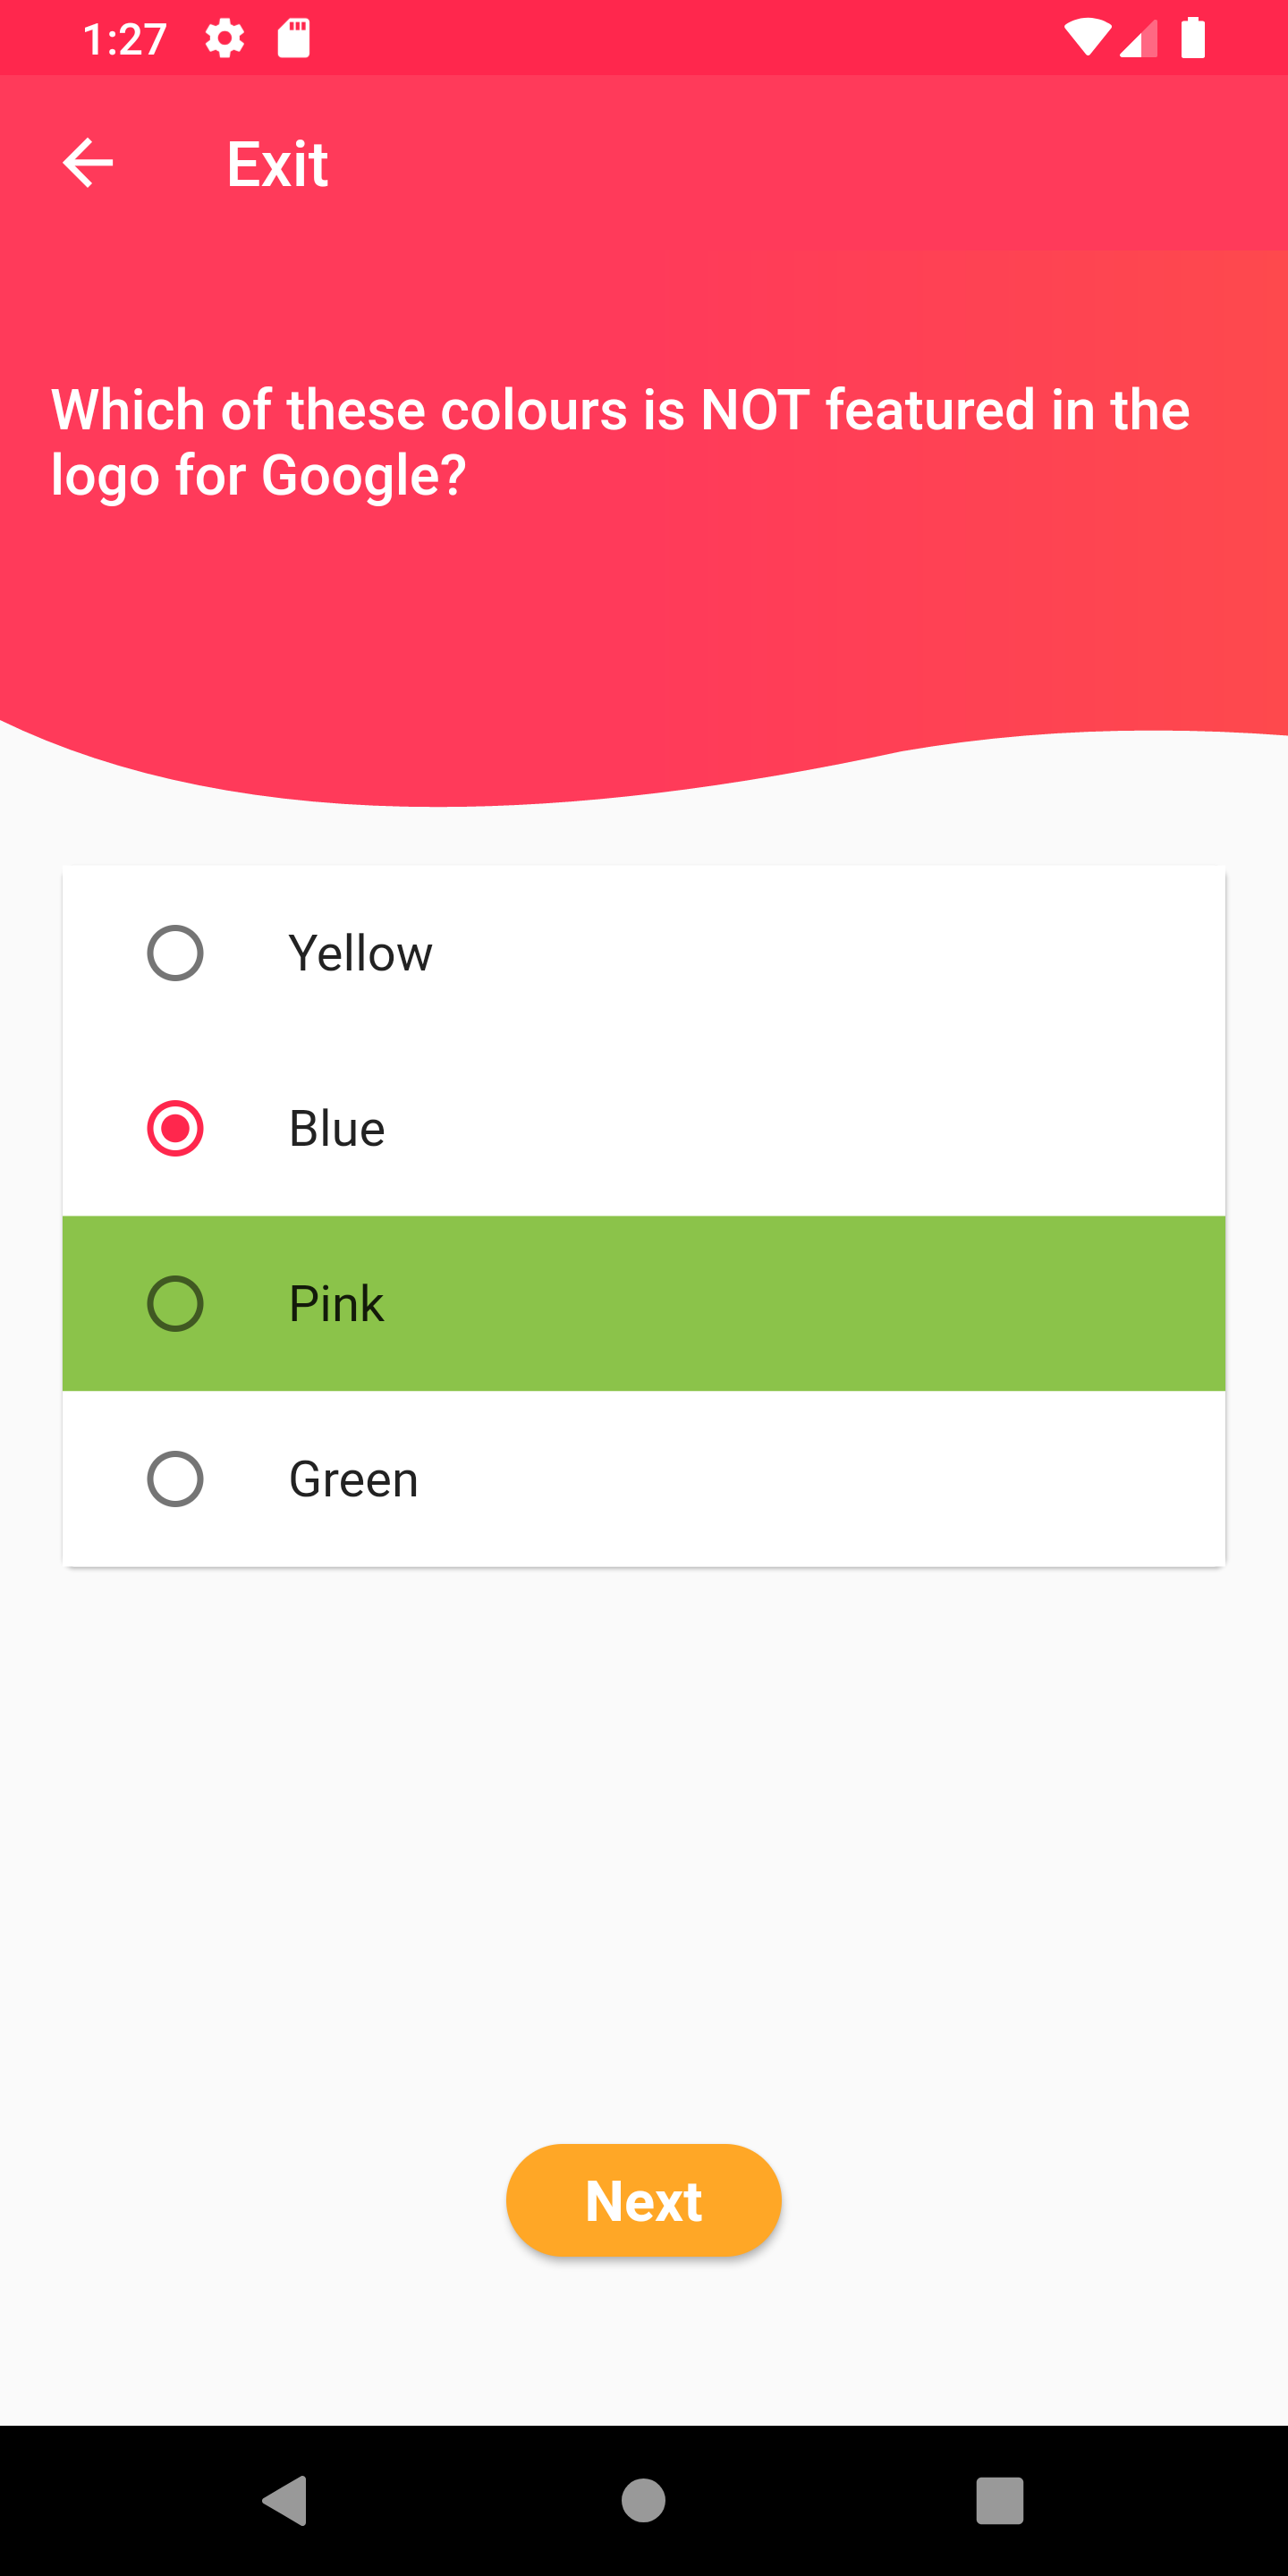 1:27
Exit
Which of these colours is NOT featured in the
logo for Google?
Yellow
Blue
Pink
Green
Next